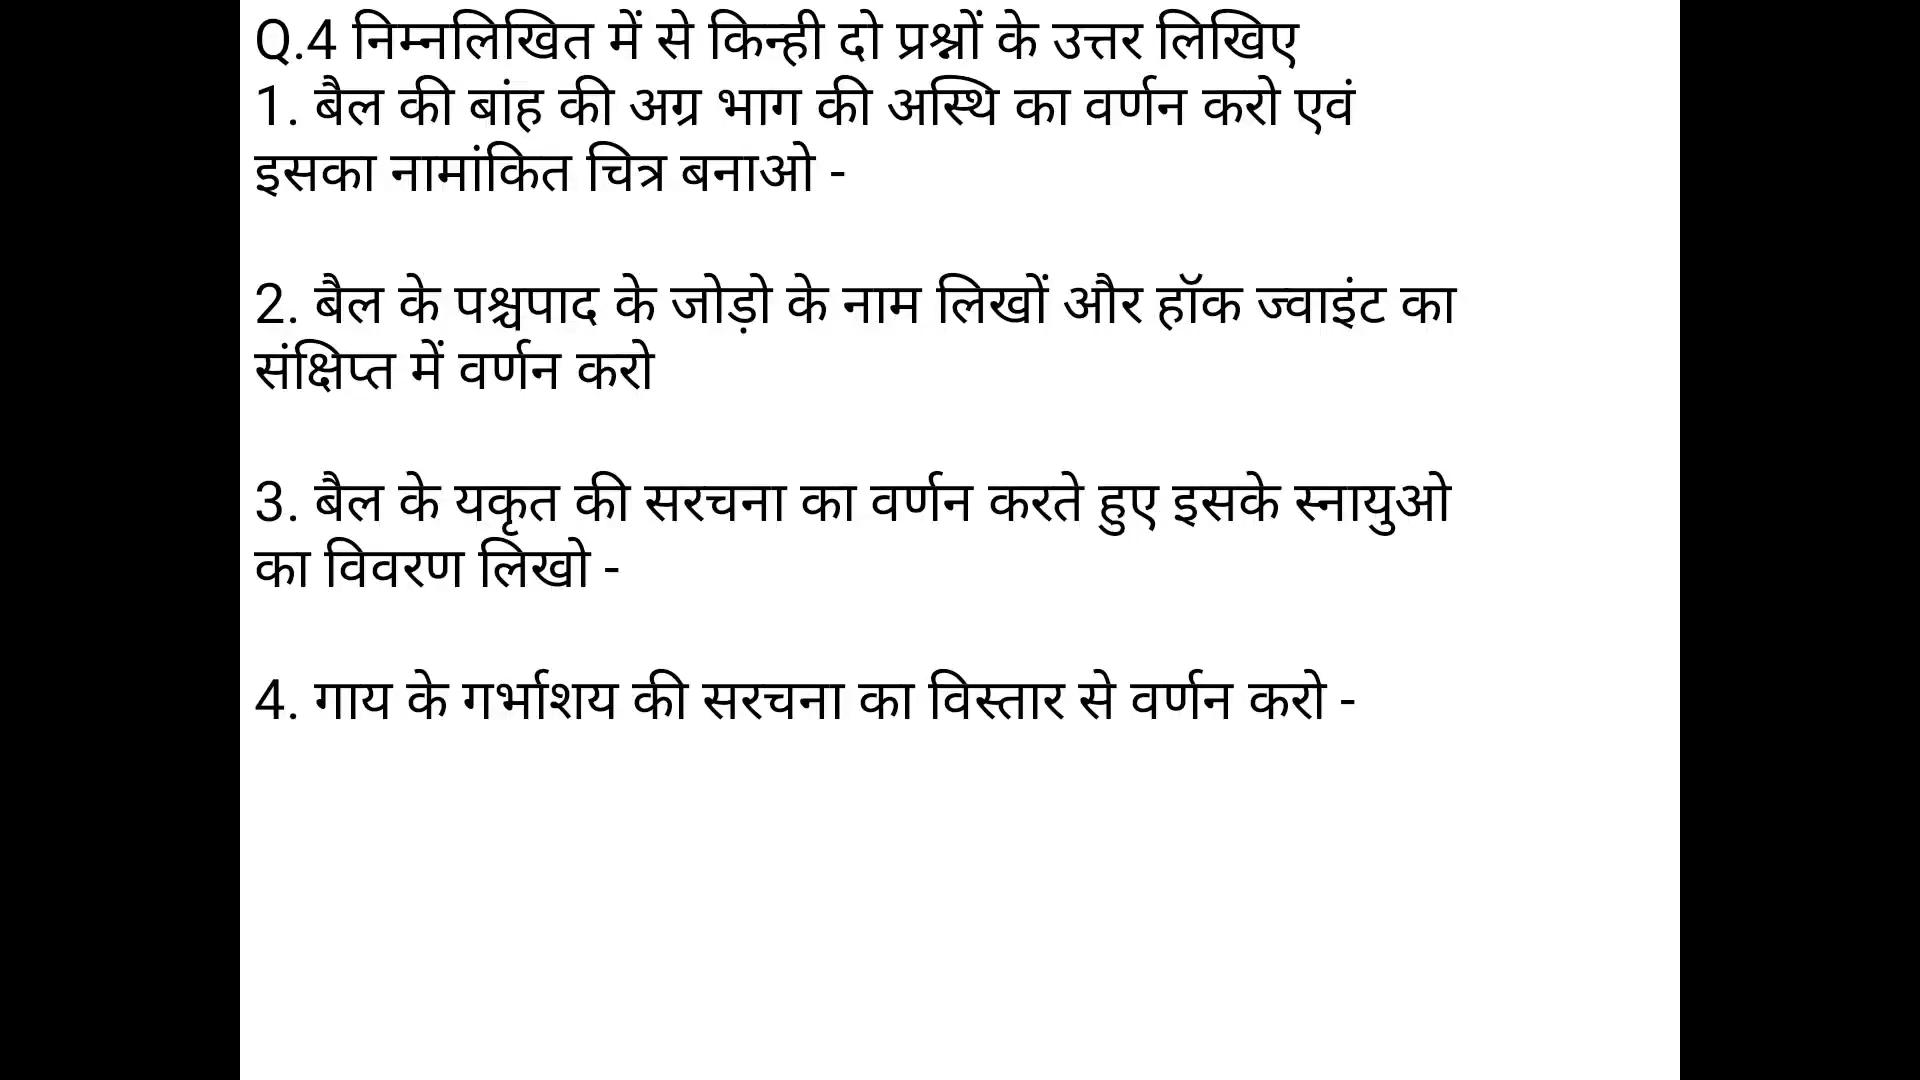 Q.4 निम्नलिखित में से किन्ही दो प्रश्नों के उत्तर लिखिए
1. बैल की बांह की अग्र भाग की अस्थि का वर्णन करो एवं
इसका नामांकित चित्र बनाओ -
2. बैल के पश्चपाद के जोड़ो के नाम लिखों और हॉक ज्वाइंट का
संक्षिप्त में वर्णन करो
3. बैल के यकृत की सरचना का वर्णन करते हुए इसके स्नायुओ
का विवरण लिखो -
4. गाय के गर्भाशय की सरचना का विस्तार से वर्णन करो -